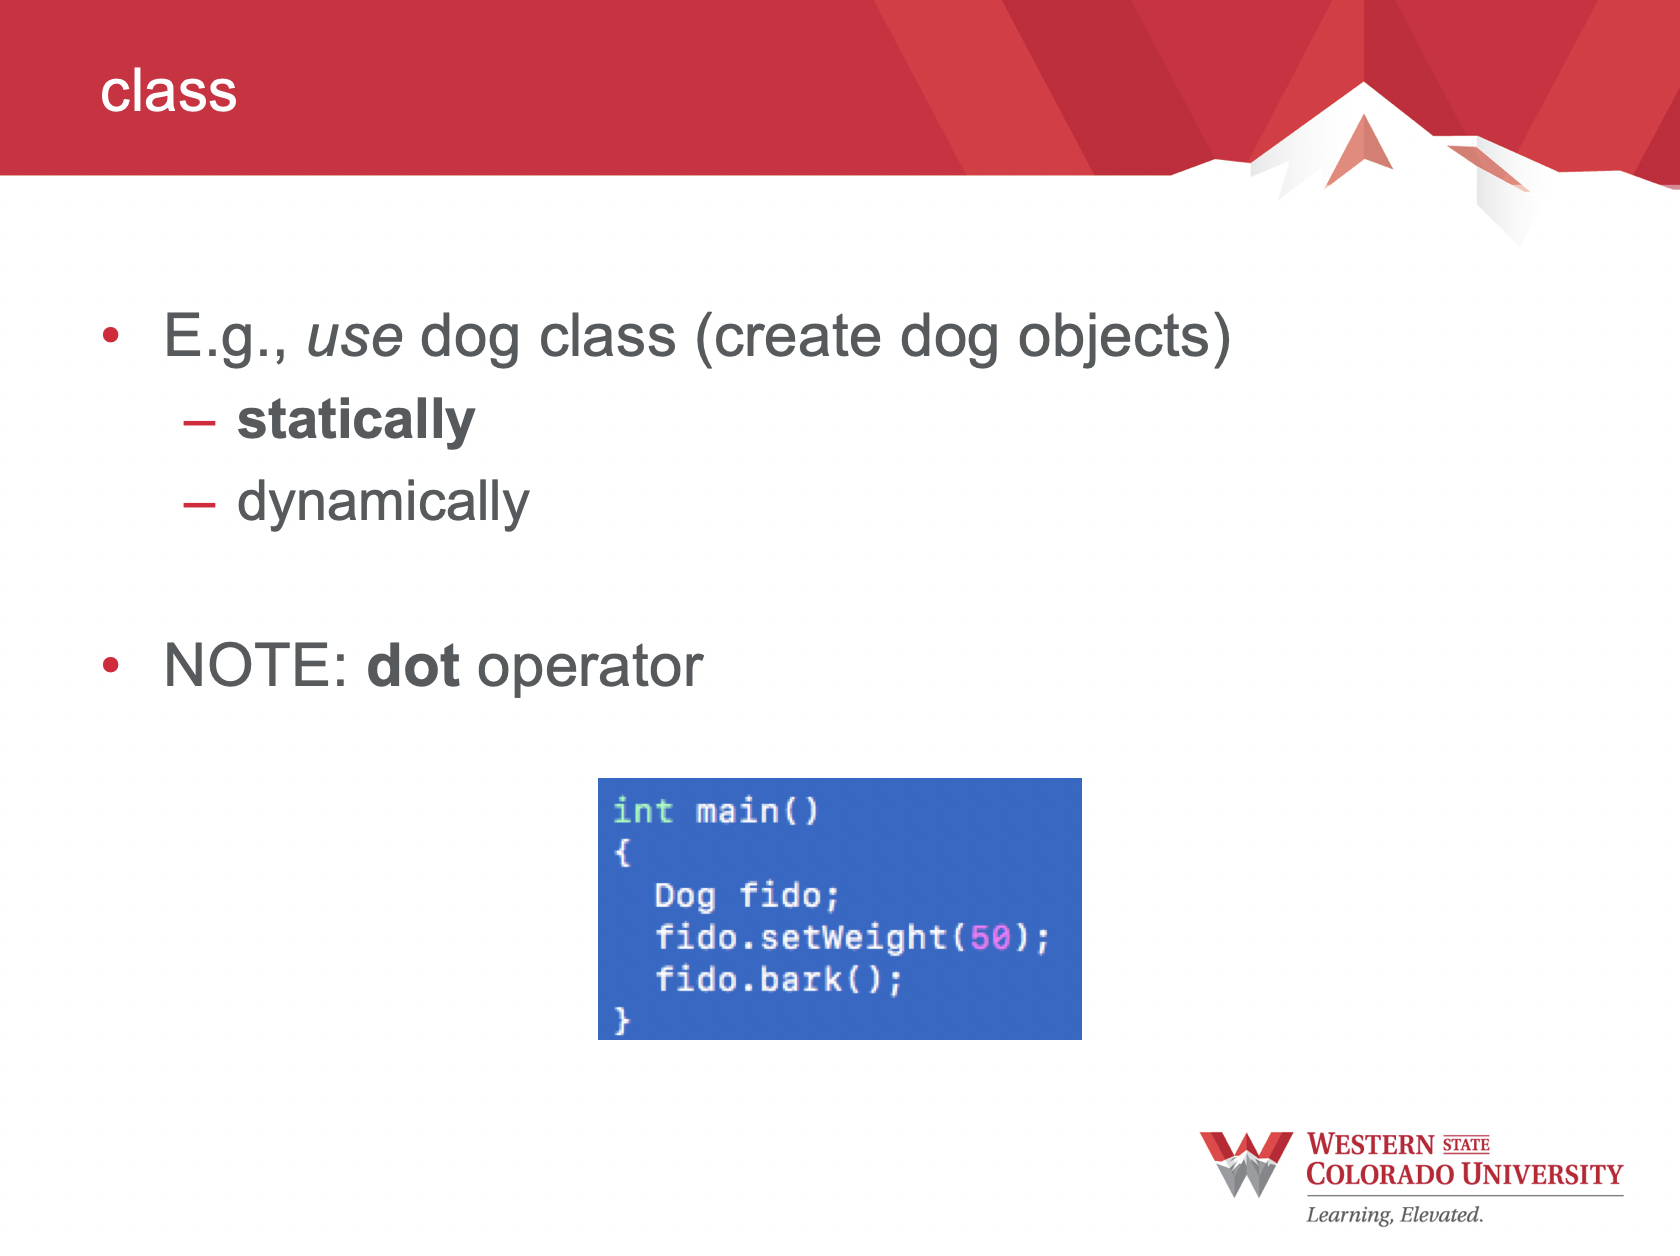 class
• E.g., use dog class (create dog objects)
– statically
– dynamically
• NOTE: dot operator
int main()
{
  Dog fido;
  fido.setWeight(50);
  fido.bark();
}
WESTERN STATE
COLORADO UNIVERSITY
Learning, Elevated.